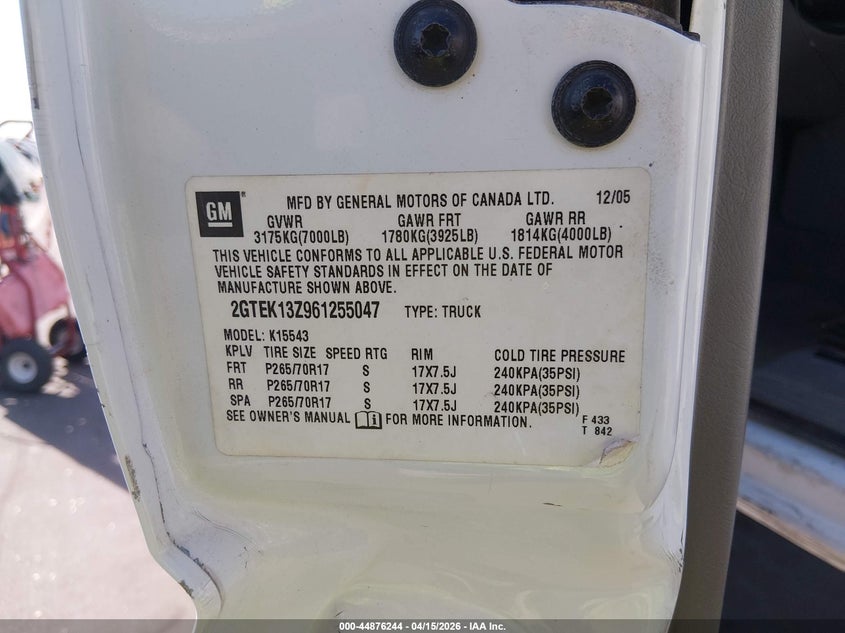 GM
MFD BY GENERAL MOTORS OF CANADA LTD. 12/05
GVWR GAWR FRT GAWR RR
3175KG(7000LB) 1780KG(3925LB) 1814KG(4000LB)
THIS VEHICLE CONFORMS TO ALL APPLICABLE U.S. FEDERAL MOTOR
VEHICLE SAFETY STANDARDS IN EFFECT ON THE DATE OF
MANUFACTURE SHOWN ABOVE.
2GTEK13Z961255047 TYPE: TRUCK
MODEL: K15543
KPLV TIRE SIZE SPEED RTG RIM COLD TIRE PRESSURE
FRT P265/70R17 S 17X7.5J 240KPA(35PSI)
RR P265/70R17 S 17X7.5J 240KPA(35PSI)
SPA P265/70R17 S 17X7.5J 240KPA(35PSI)
SEE OWNER'S MANUAL FOR MORE INFORMATION.
F 433
T 842
000-44876244 - 04/15/2026 - IAA Inc.